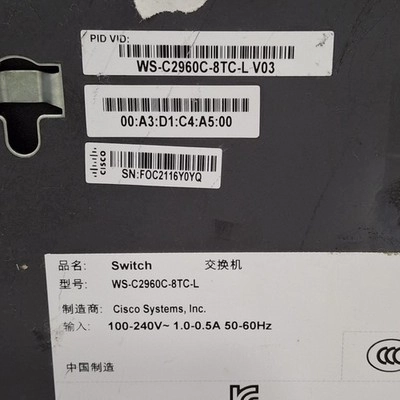 PID VID:
WS-C2960C-8TC-L V03
00:A3:D1:C4:A5:00
CISCO
SN:FOC2116Y0YQ
品名: Switch 交换机
型号: WS-C2960C-8TC-L
制造商: Cisco Systems, Inc.
输入: 100-240V~ 1.0-0.5A 50-60Hz
中国制造
CCC